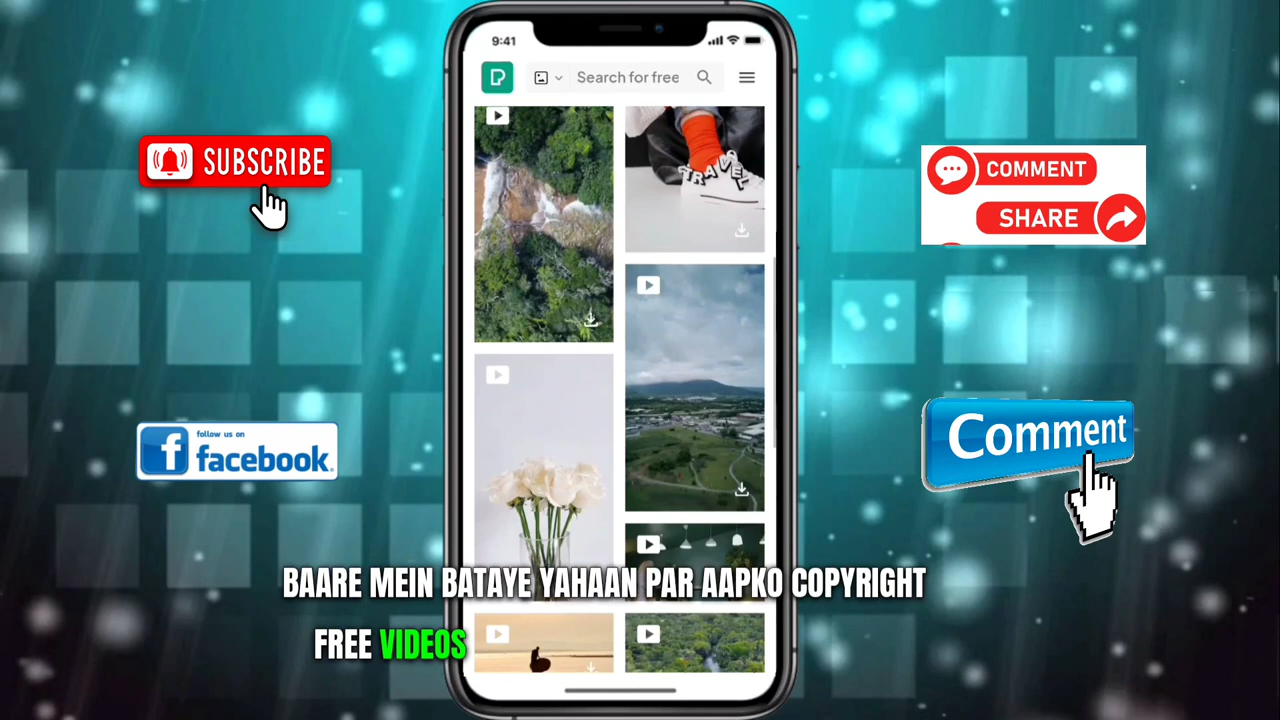 9:41
Search for free
SUBSCRIBE
COMMENT
SHARE
TRAVEL
follow us on
facebook.
Comment
BAARE MEIN BATAYE YAHAAN PAR AAPKO COPYRIGHT
FREE VIDEOS